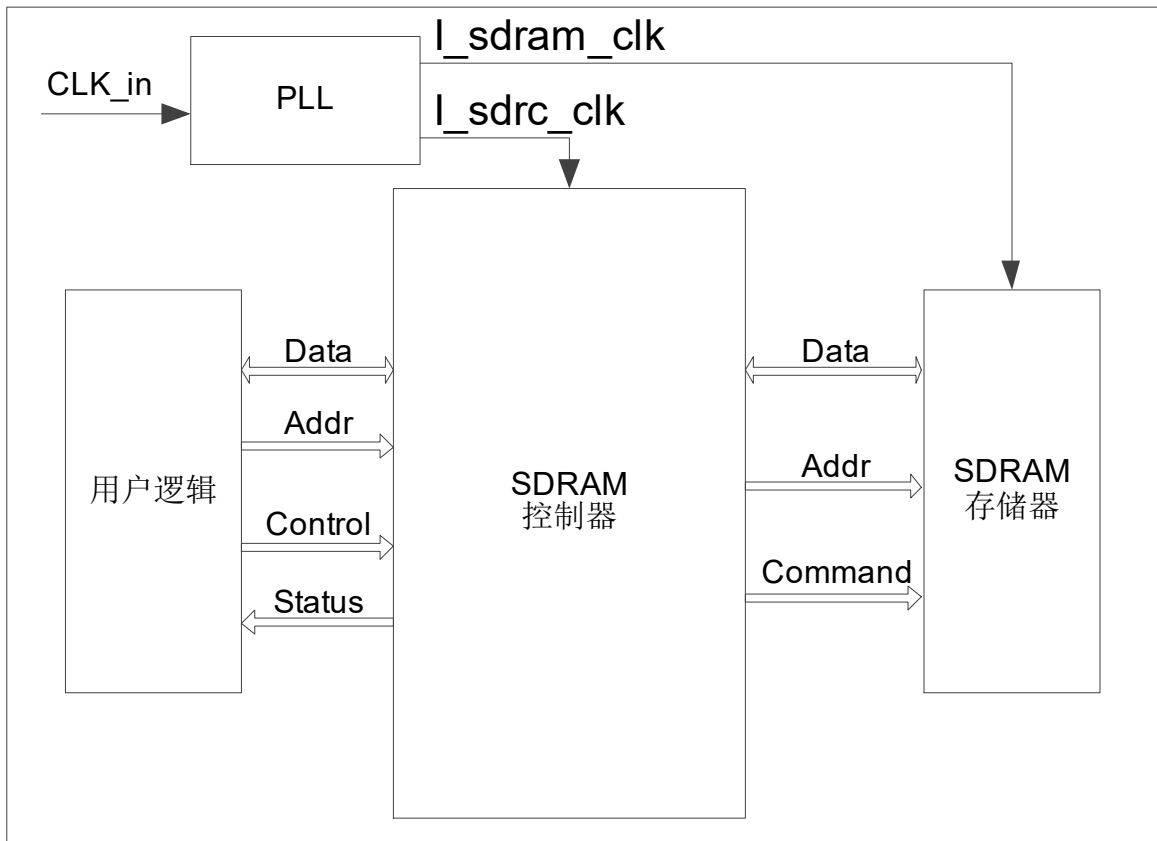 I_sdram_clk
CLK_in
PLL
I_sdrc_clk
Data
Data
Addr
Addr
用户逻辑
SDRAM
控制器
SDRAM
存储器
Control
Command
Status